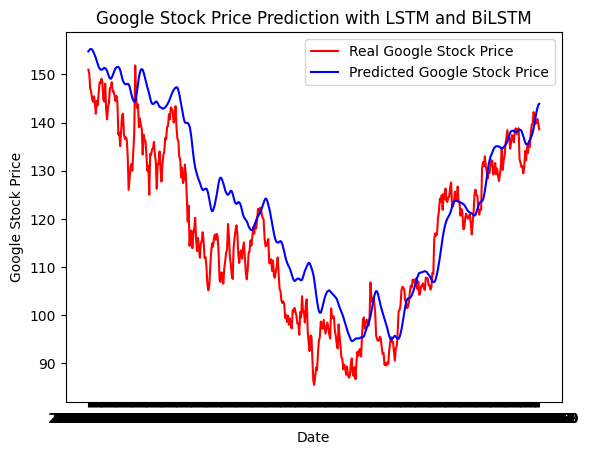 Google Stock Price Prediction with LSTM and BiLSTM
Real Google Stock Price
Predicted Google Stock Price
Google Stock Price
150
140
130
120
110
100
90
Date